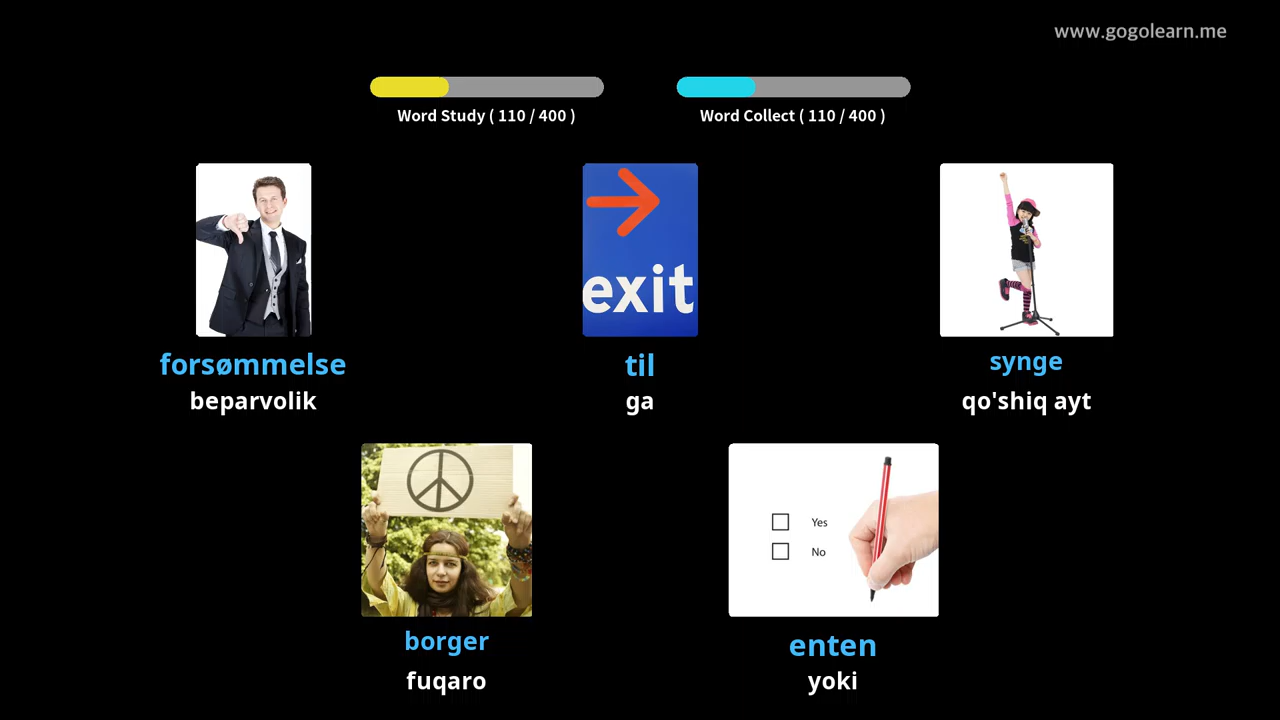 www.gogolearn.me
Word Study ( 110 / 400 )
Word Collect ( 110 / 400 )
exit
forsømmelse
beparvolik
til
ga
synge
qo'shiq ayt
Yes
No
borger
fuqaro
enten
yoki